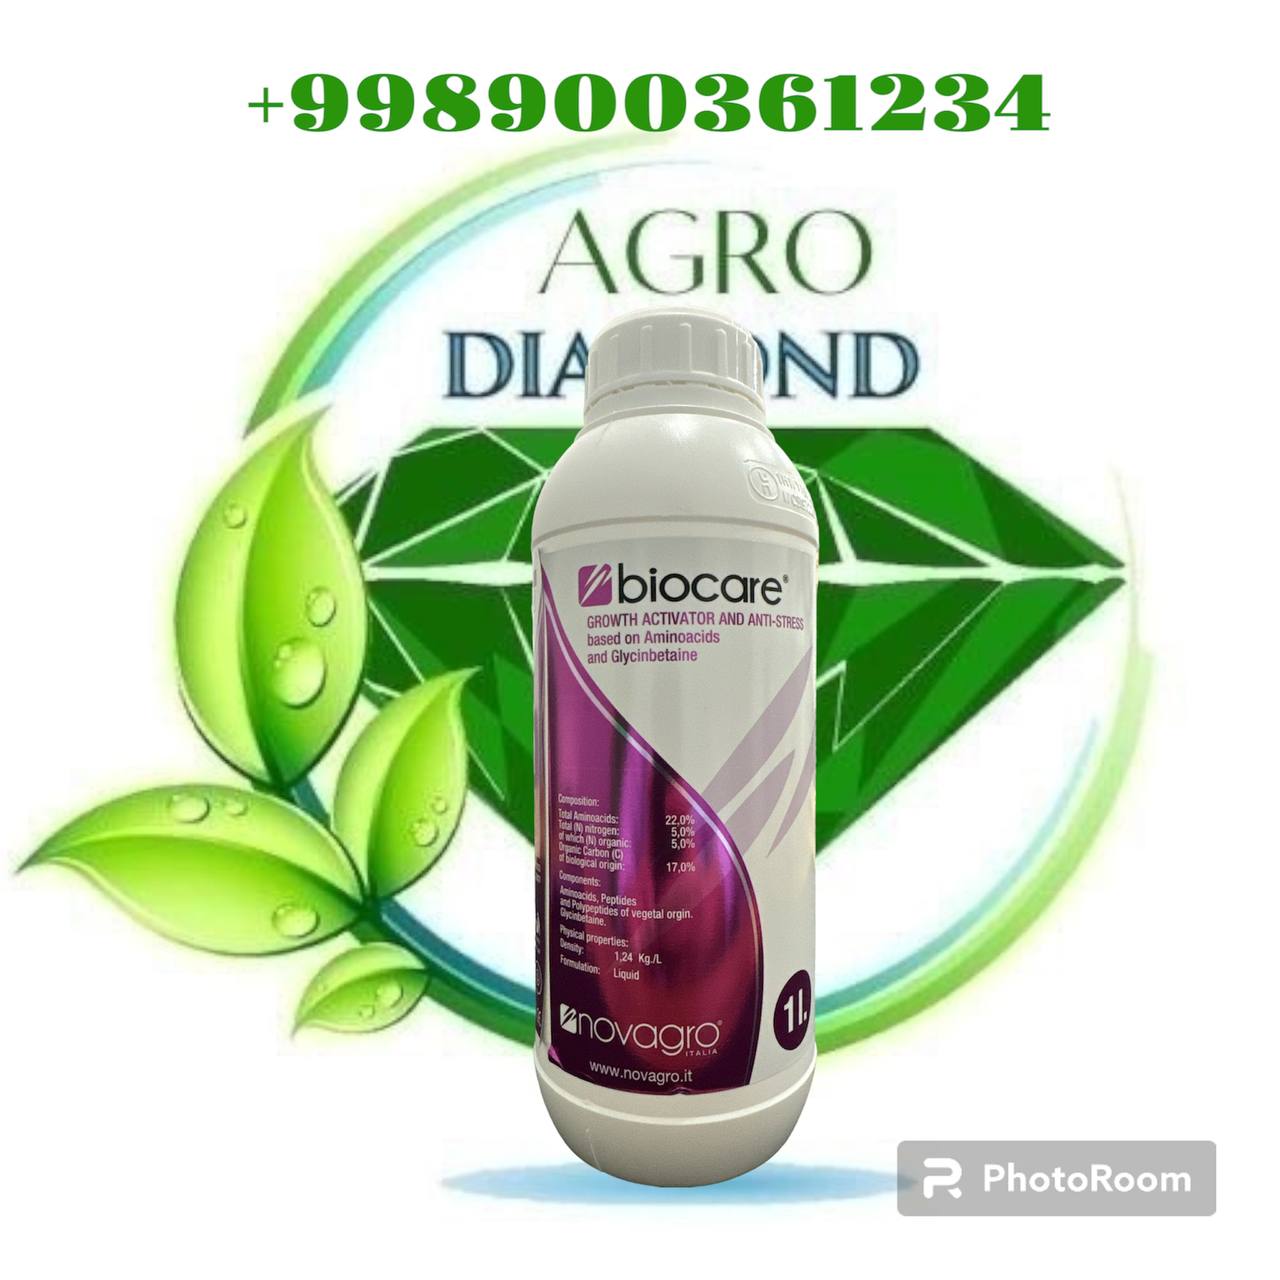 +998900361234
AGRO
DIAMOND
biocare®
GROWTH ACTIVATOR AND ANTI-STRESS
based on Aminoacids
and Glycinbetaine
Composition:
Total Aminoacids: 22,0%
Total (N) nitrogen: 5,0%
of which (N) organic: 5,0%
Organic Carbon (C)
of biological origin: 17,0%
Components:
Aminoacids, Peptides
and Polypeptides of vegetal orgin.
Glycinbetaine.
Physical properties:
Density: 1,24 Kg./L
Formulation: Liquid
novagro®
ITALIA
www.novagro.it
1 l.
PhotoRoom